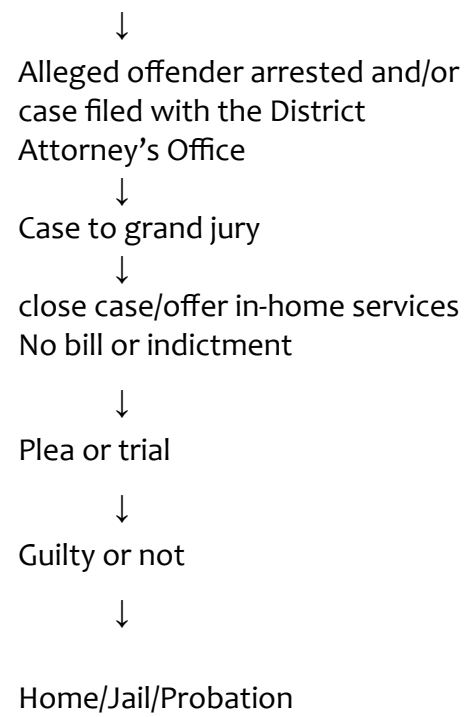 ↓
Alleged offender arrested and/or
case filed with the District
Attorney’s Office
↓
Case to grand jury
↓
close case/offer in-home services
No bill or indictment
↓
Plea or trial
↓
Guilty or not
↓
Home/Jail/Probation